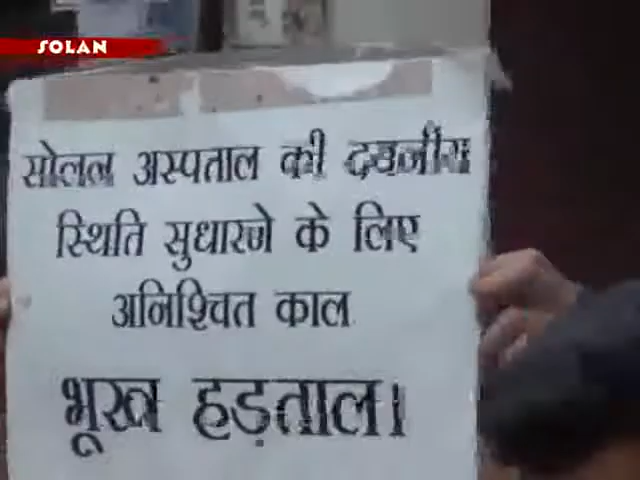 SOLAN
सोलन अस्पताल की दयनीय
स्थिति सुधारने के लिए
अनिश्चित काल
भूख हड़ताल।